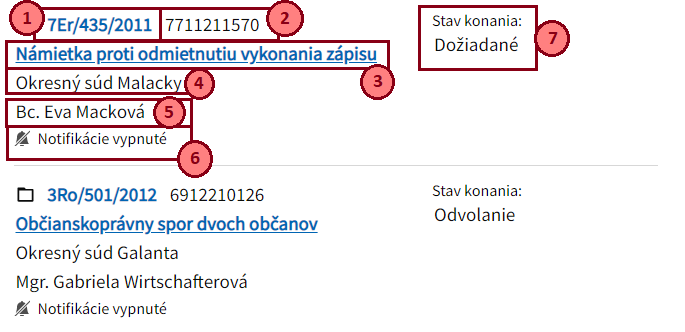 1 7Er/435/2011 7711211570 2
Stav konania:
Dožiadané 7
Námietka proti odmietnutiu vykonania zápisu
3
Okresný súd Malacky 4
Bc. Eva Macková 5
Notifikácie vypnuté
6
3Ro/501/2012 6912210126
Stav konania:
Odvolanie
Občianskoprávny spor dvoch občanov
Okresný súd Galanta
Mgr. Gabriela Wirtschafterová
Notifikácie vypnuté